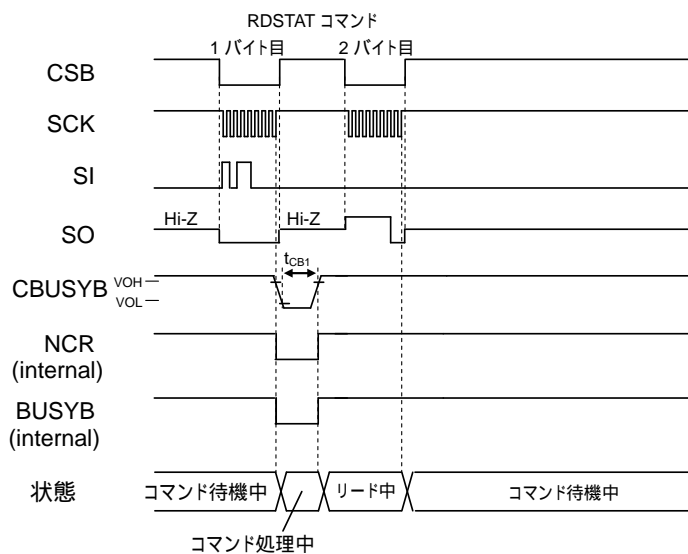 RDSTAT コマンド
1 バイト目
2 バイト目
CSB
SCK
SI
Hi-Z
Hi-Z
SO
tCB1
CBUSYB
VOH
VOL
NCR
(internal)
BUSYB
(internal)
状態
コマンド待機中
リード中
コマンド待機中
コマンド処理中